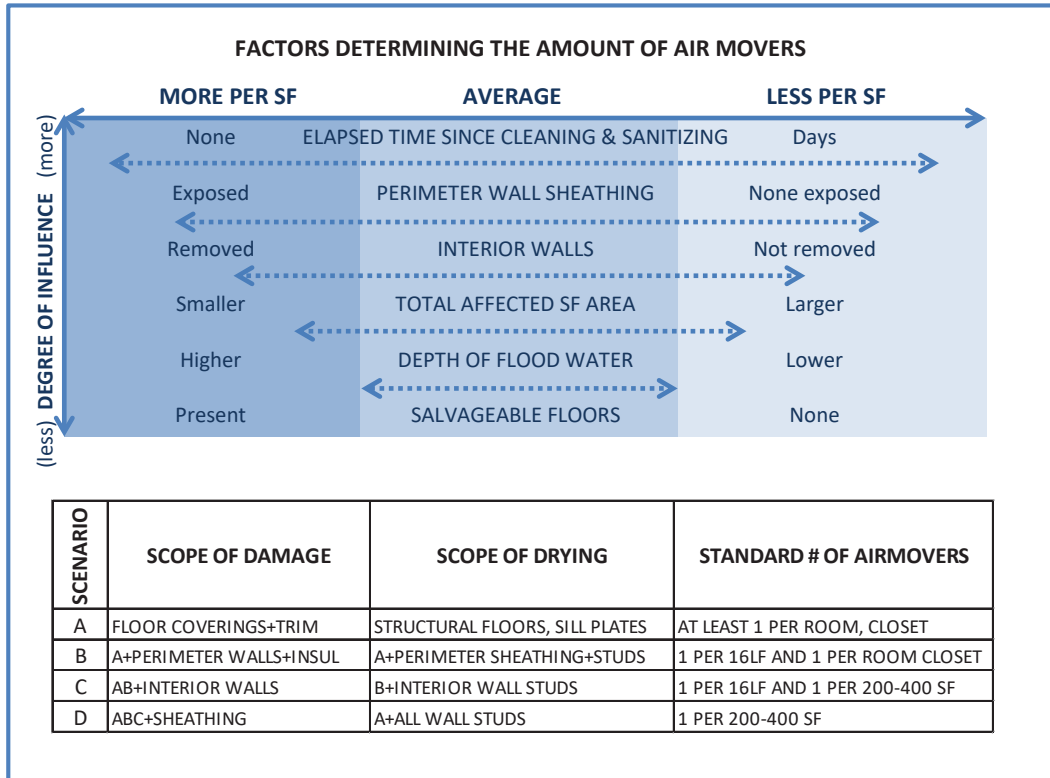 FACTORS DETERMINING THE AMOUNT OF AIR MOVERS
MORE PER SF AVERAGE LESS PER SF
(less) DEGREE OF INFLUENCE (more)
None ELAPSED TIME SINCE CLEANING & SANITIZING Days
Exposed PERIMETER WALL SHEATHING None exposed
Removed INTERIOR WALLS Not removed
Smaller TOTAL AFFECTED SF AREA Larger
Higher DEPTH OF FLOOD WATER Lower
Present SALVAGEABLE FLOORS None
SCENARIO SCOPE OF DAMAGE SCOPE OF DRYING STANDARD # OF AIRMOVERS
A FLOOR COVERINGS+TRIM STRUCTURAL FLOORS, SILL PLATES AT LEAST 1 PER ROOM, CLOSET
B A+PERIMETER WALLS+INSUL A+PERIMETER SHEATHING+STUDS 1 PER 16LF AND 1 PER ROOM CLOSET
C AB+INTERIOR WALLS B+INTERIOR WALL STUDS 1 PER 16LF AND 1 PER 200-400 SF
D ABC+SHEATHING A+ALL WALL STUDS 1 PER 200-400 SF